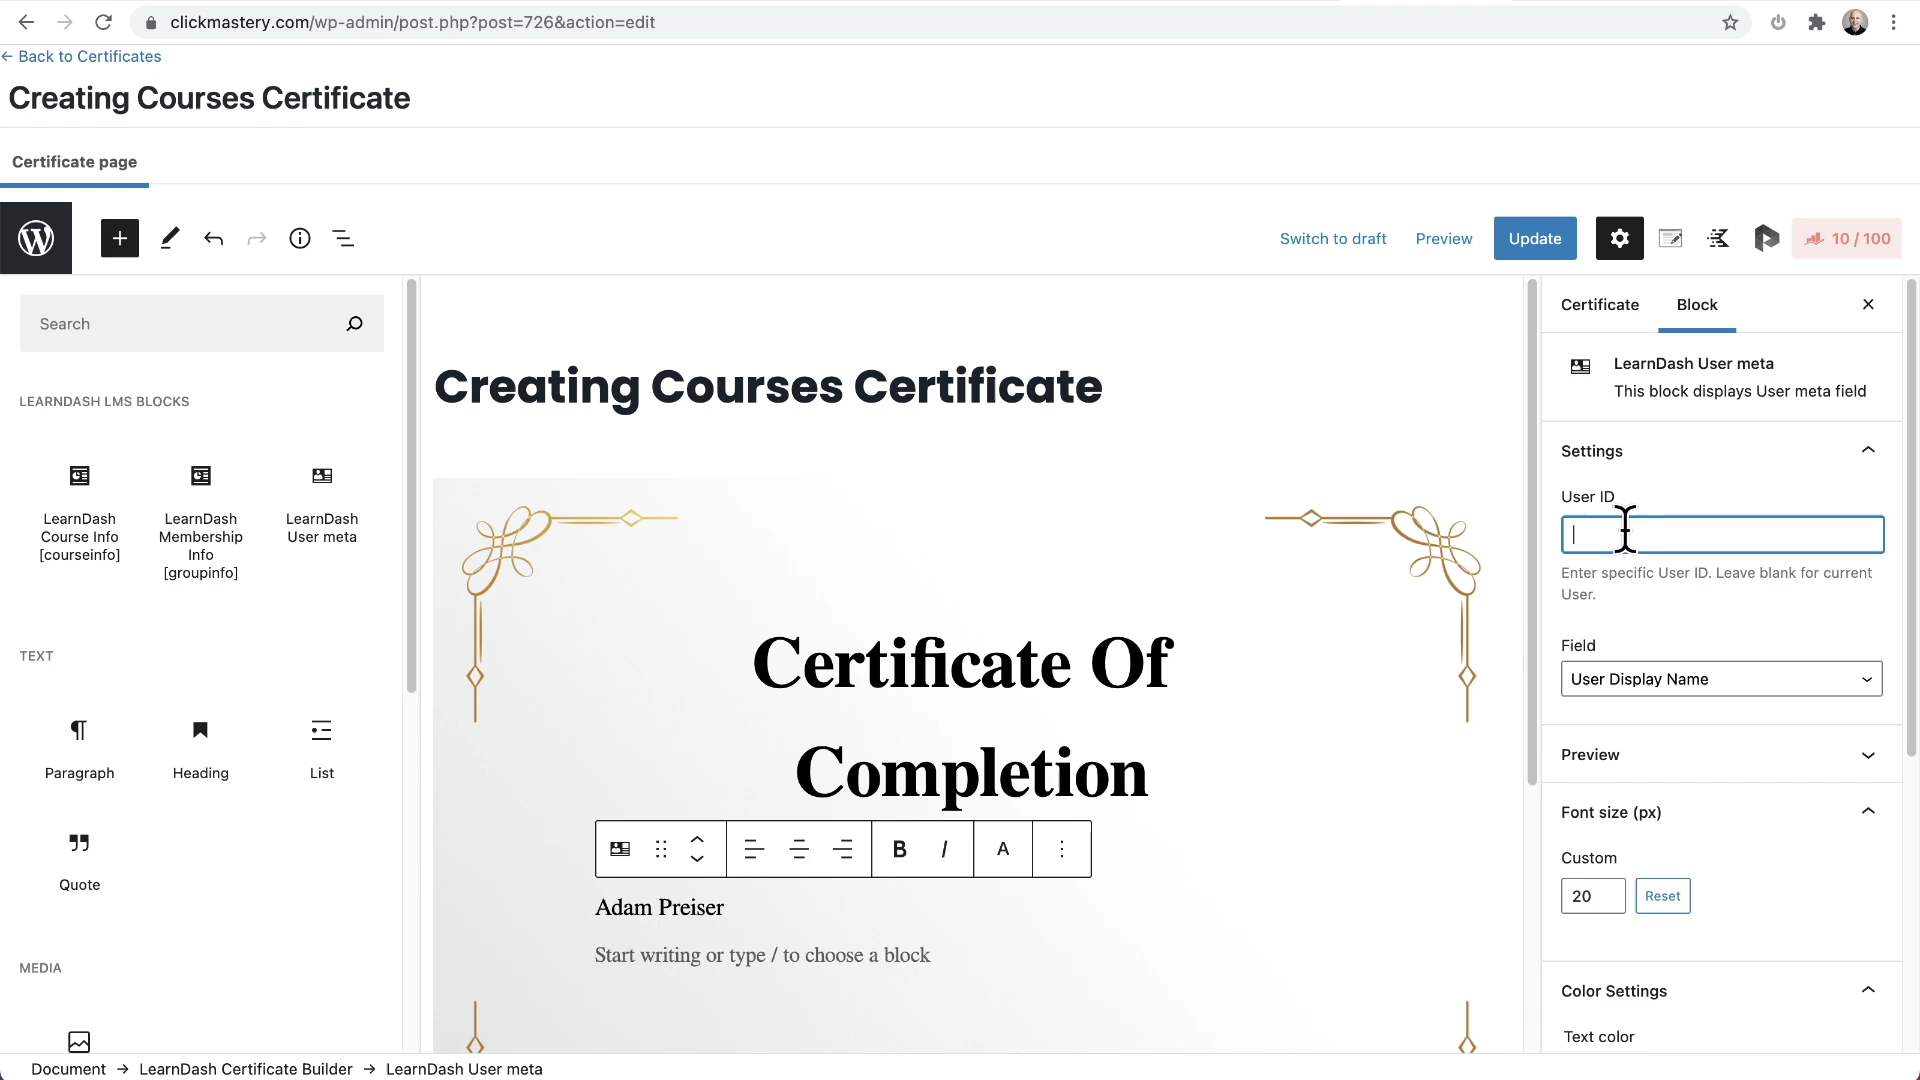 clickmastery.com/wp-admin/post.php?post=726&action=edit
← Back to Certificates
Creating Courses Certificate
Certificate page
Switch to draft
Preview
Update
10 / 100
Search
LEARNDASH LMS BLOCKS
LearnDash
Course Info
[courseinfo]
LearnDash
Membership
Info
[groupinfo]
LearnDash
User meta
TEXT
Paragraph
Heading
List
Quote
MEDIA
Creating Courses Certificate
Certificate Of
Completion
B I A
Adam Preiser
Start writing or type / to choose a block
Certificate
Block
LearnDash User meta
This block displays User meta field
Settings
User ID
Enter specific User ID. Leave blank for current
User.
Field
User Display Name
Preview
Font size (px)
Custom
20
Reset
Color Settings
Text color
Document → LearnDash Certificate Builder → LearnDash User meta